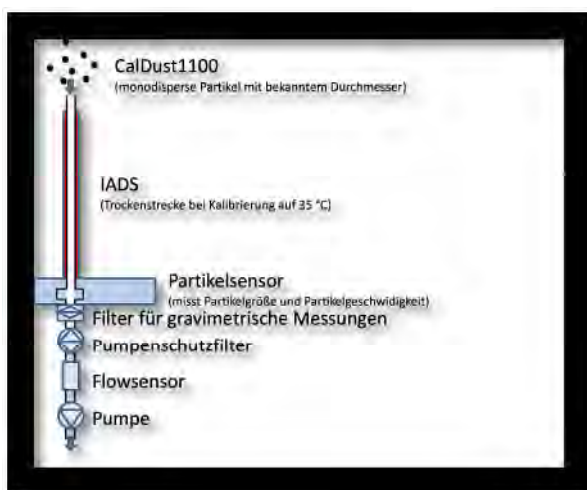 CalDust1100
(monodisperse Partikel mit bekanntem Durchmesser)
IADS
(Trockenstrecke bei Kalibrierung auf 35 °C)
Partikelsensor
(misst Partikelgröße und Partikelgeschwidigkeit)
Filter für gravimetrische Messungen
Pumpenschutzfilter
Flowsensor
Pumpe